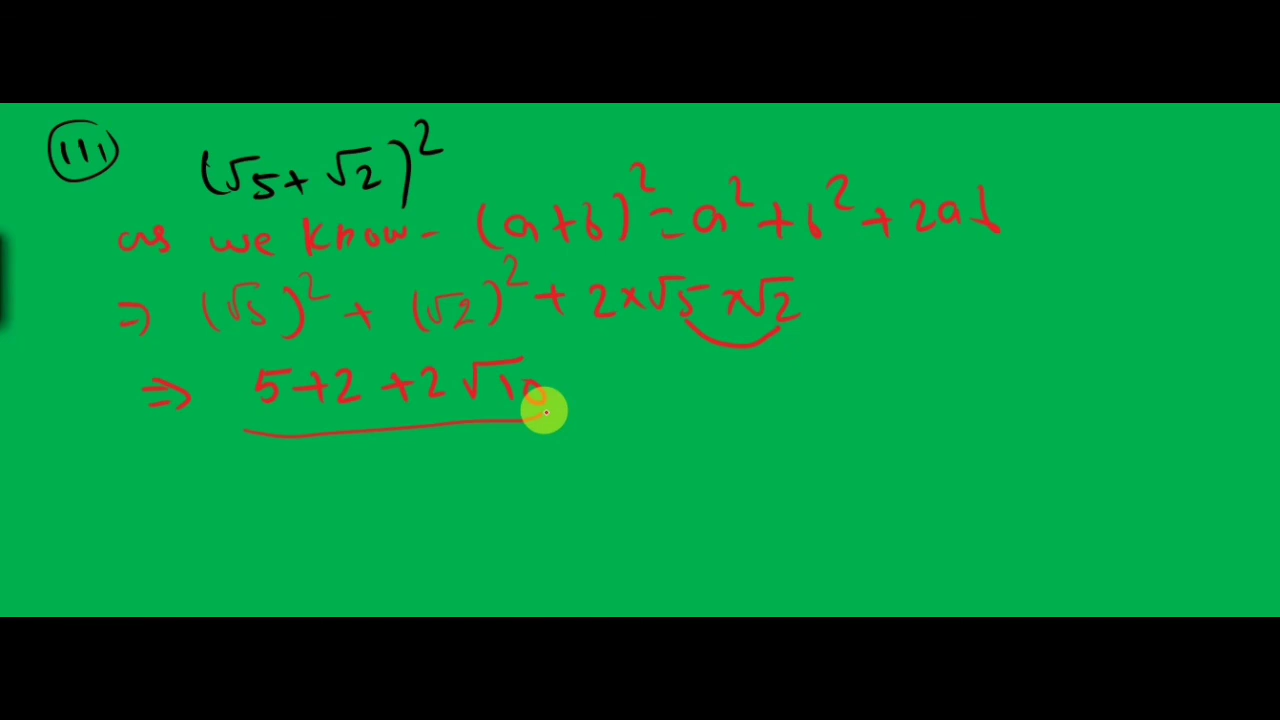 (iii) (√5+√2)²
as we know- (a+b)²=a²+b²+2ab
⇒ (√5)²+(√2)²+2×√5×√2
⇒ 5+2+2√10